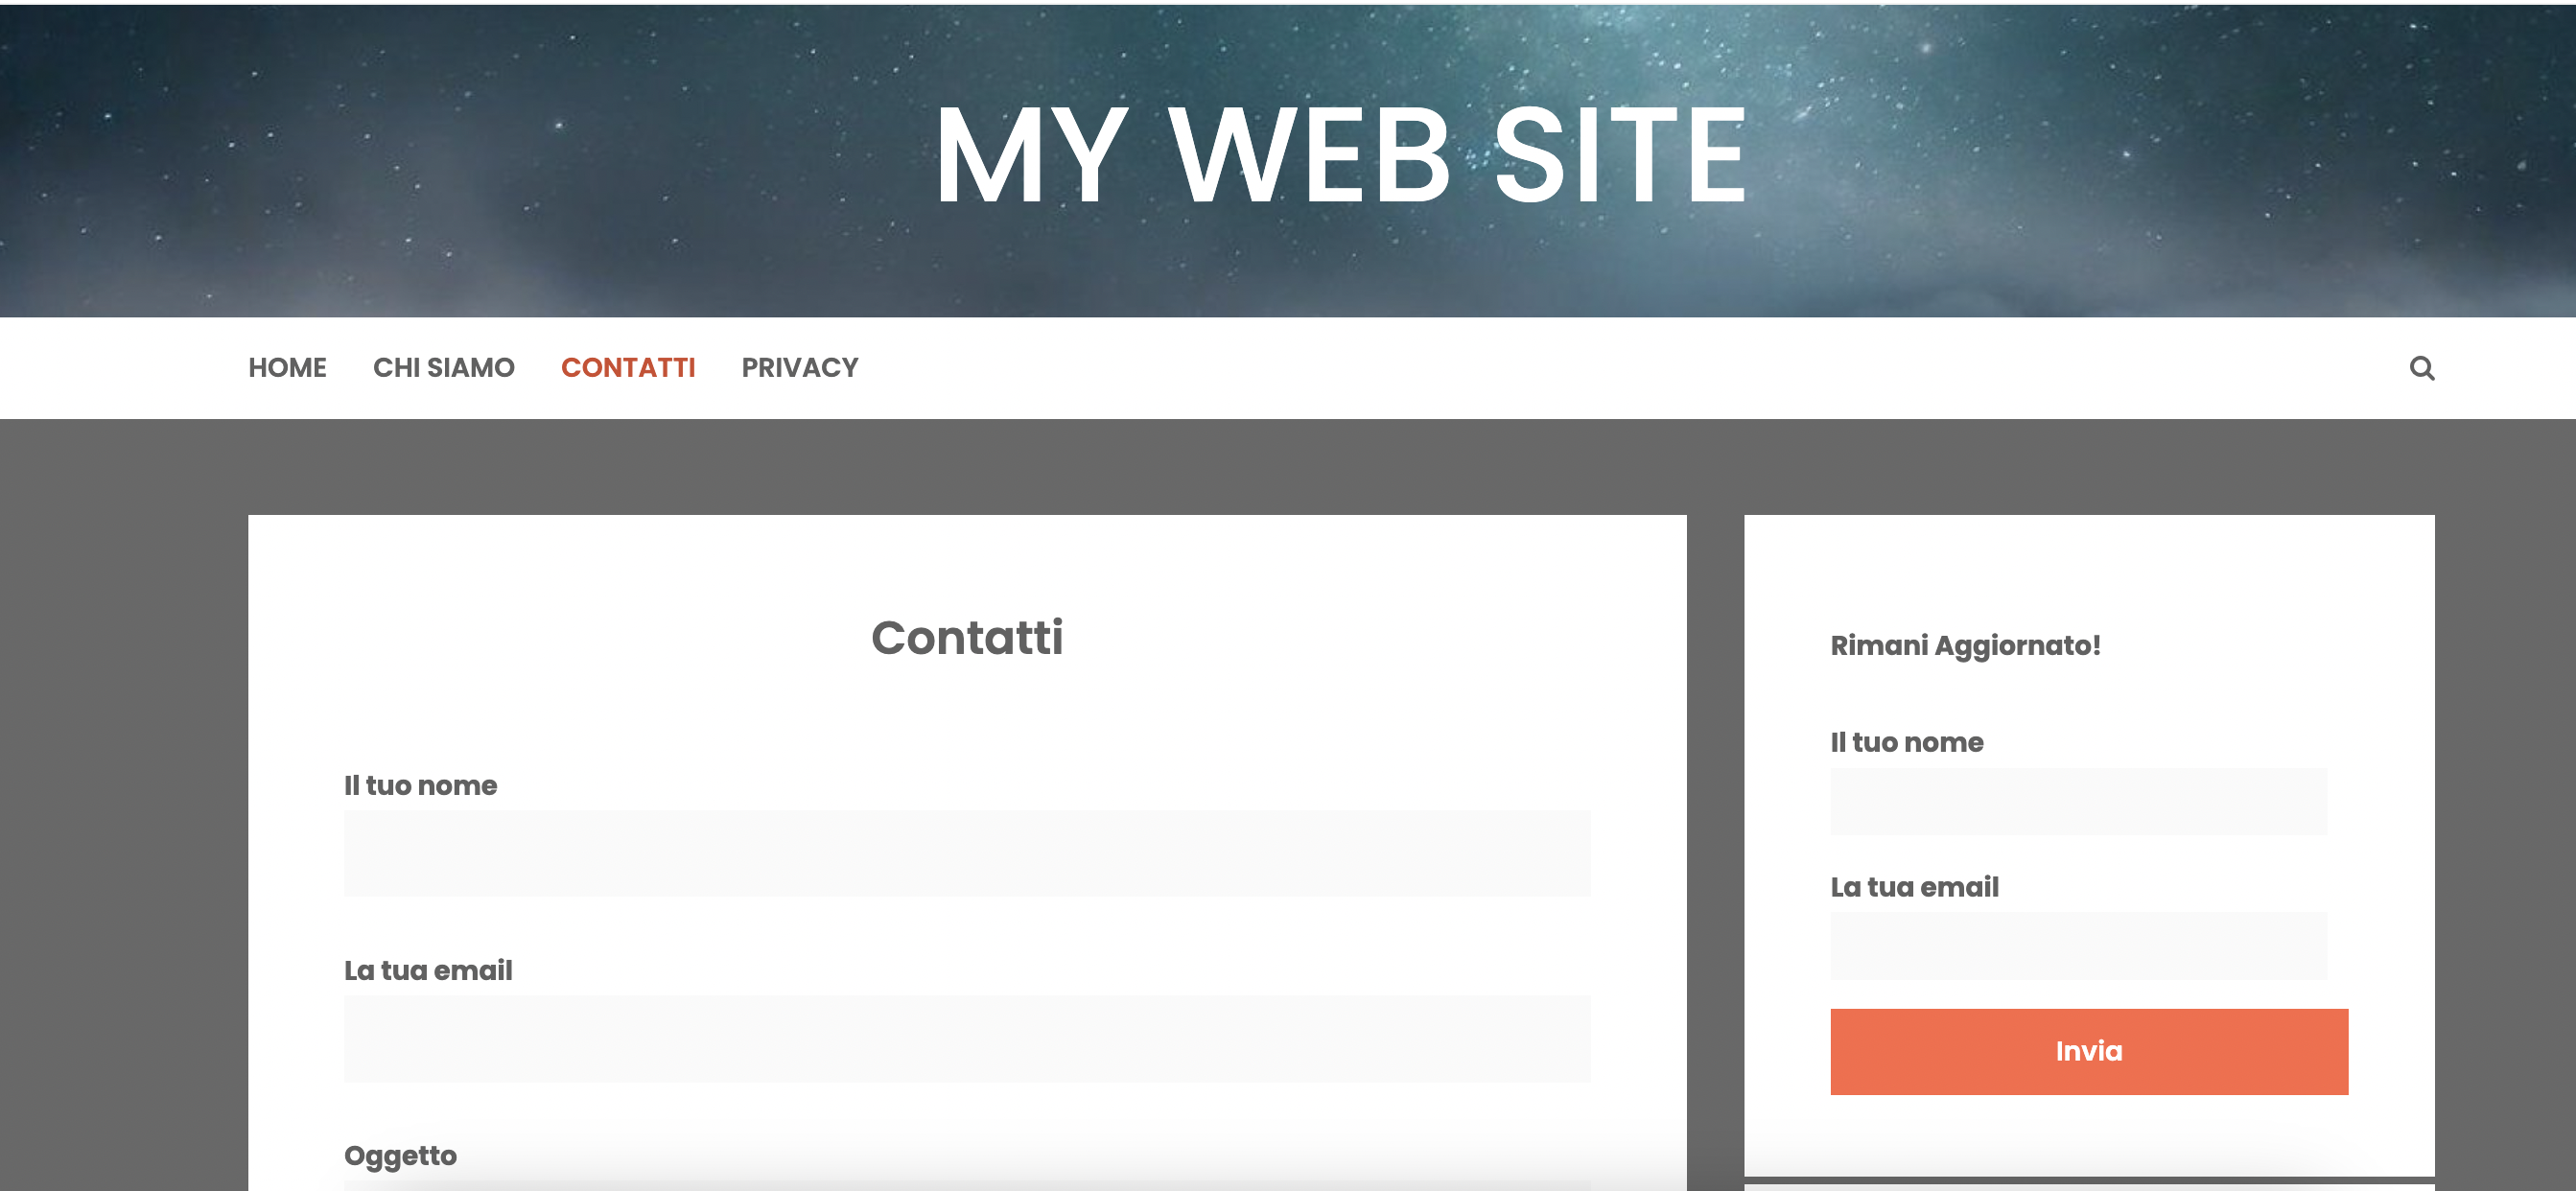 MY WEB SITE
HOME CHI SIAMO CONTATTI PRIVACY
Contatti
Il tuo nome
La tua email
Oggetto
Rimani Aggiornato!
Il tuo nome
La tua email
Invia